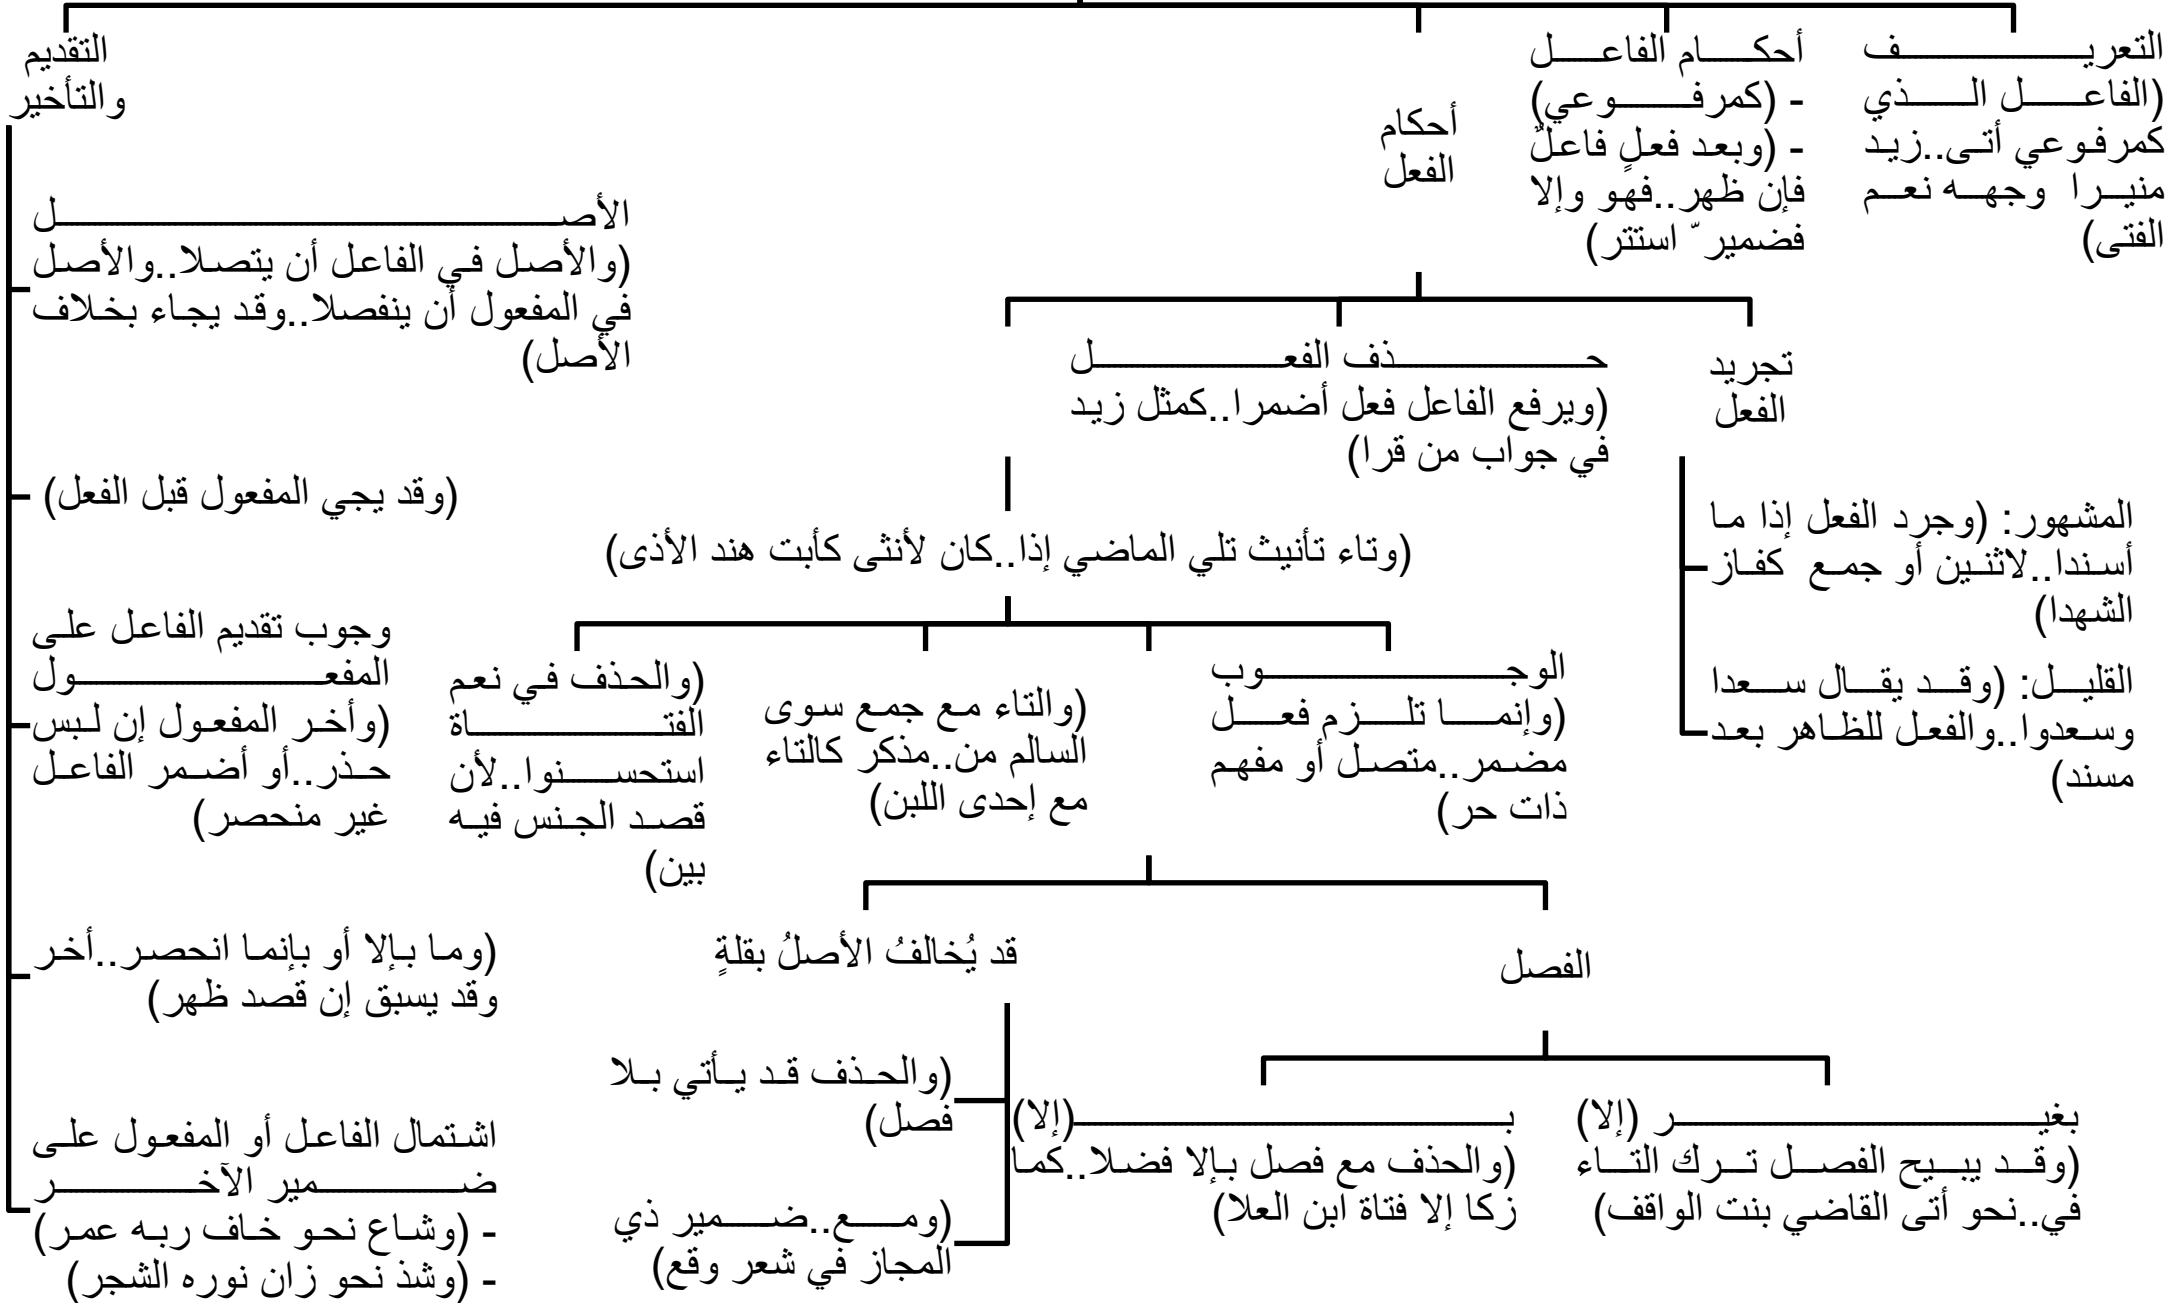 التعريف
(الفاعل الذي
كمرفوعي أتى..زيد
منيرا وجهه نعم
الفتى)
أحكام الفاعل
- (كمرفوعي)
- (وبعد فعلٍ فاعلٌ
فإن ظهر..فهو وإلا
فضمير ّ استتر)
أحكام
الفعل
التقديم
والتأخير
تجريد
الفعل
المشهور: (وجرد الفعل إذا ما
أسندا..لاثنين أو جمع كفاز
الشهدا)
القليل: (وقد يقال سعدا
وسعدوا..والفعل للظاهر بعد
مسند)
حذف الفعل
(ويرفع الفاعل فعل أضمرا..كمثل زيد
في جواب من قرا)
(وتاء تأنيث تلي الماضي إذا..كان لأنثى كأبت هند الأذى)
الوجوب
(وإنما تلزم فعل
مضمر..متصل أو مفهم
ذات حر)
(والتاء مع جمع سوى
السالم من..مذكر كالتاء
مع إحدى اللبن)
(والحذف في نعم
الفتاة
استحسنوا..لأن
قصد الجنس فيه
بين)
الفصل
بغير (إلا)
(وقد يبيح الفصل ترك التاء
في..نحو أتى القاضي بنت الواقف)
بـ(إلا)
(والحذف مع فصل بإلا فضلا..كما
زكا إلا فتاة ابن العلا)
قد يُخالفُ الأصلُ بقلةٍ
(والحذف قد يأتي بلا
فصل)
(ومع..ضمير ذي
المجاز في شعر وقع)
الأصل
(والأصل في الفاعل أن يتصلا..والأصل
في المفعول أن ينفصلا..وقد يجاء بخلاف
الأصل)
(وقد يجي المفعول قبل الفعل)
وجوب تقديم الفاعل على
المفعول
(وأخر المفعول إن لبس
حذر..أو أضمر الفاعل
غير منحصر)
(وما بإلا أو بإنما انحصر..أخر
وقد يسبق إن قصد ظهر)
اشتمال الفاعل أو المفعول على
ضمير الآخر
- (وشاع نحو خاف ربه عمر)
- (وشذ نحو زان نوره الشجر)